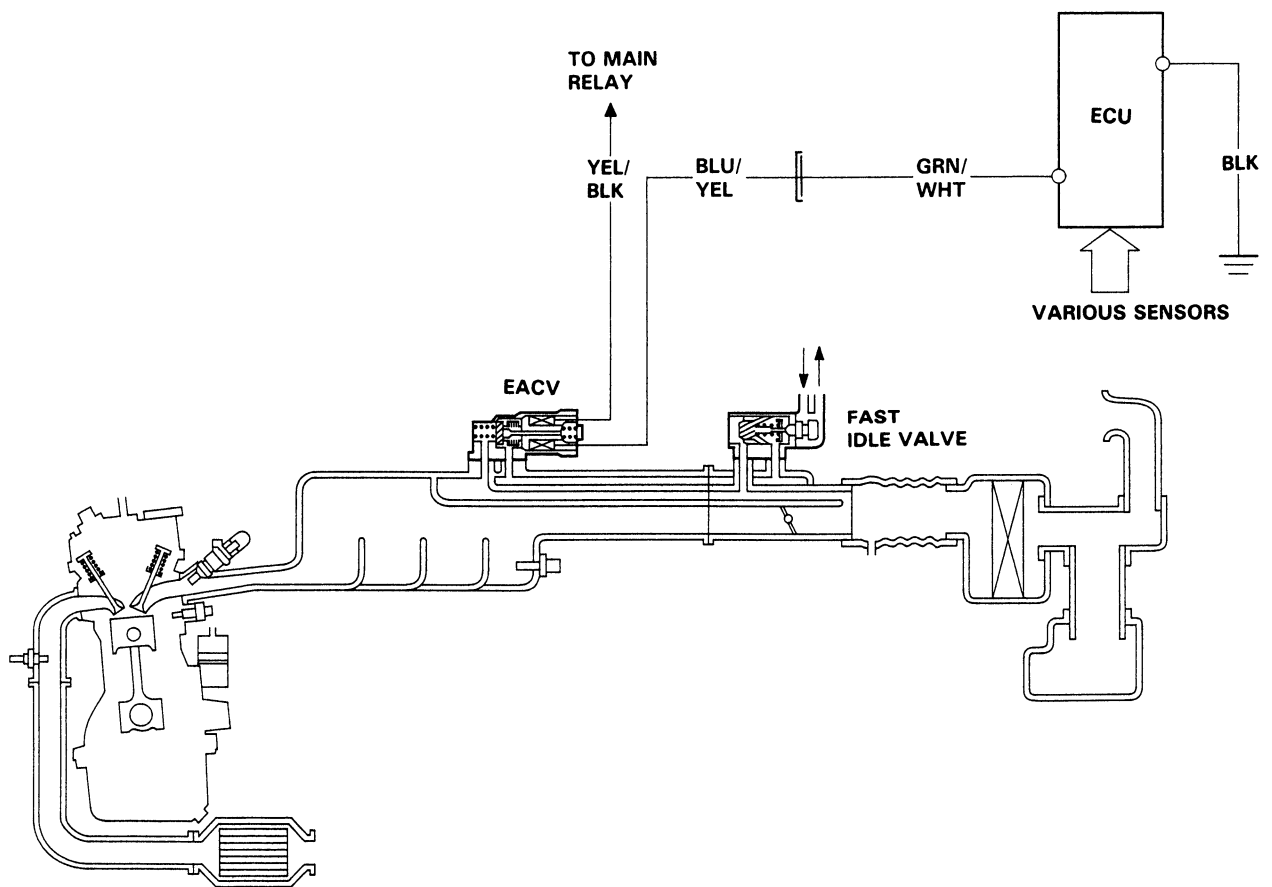 TO MAIN
RELAY
ECU
YEL/
BLK
BLU/
YEL
GRN/
WHT
BLK
VARIOUS SENSORS
EACV
FAST
IDLE VALVE